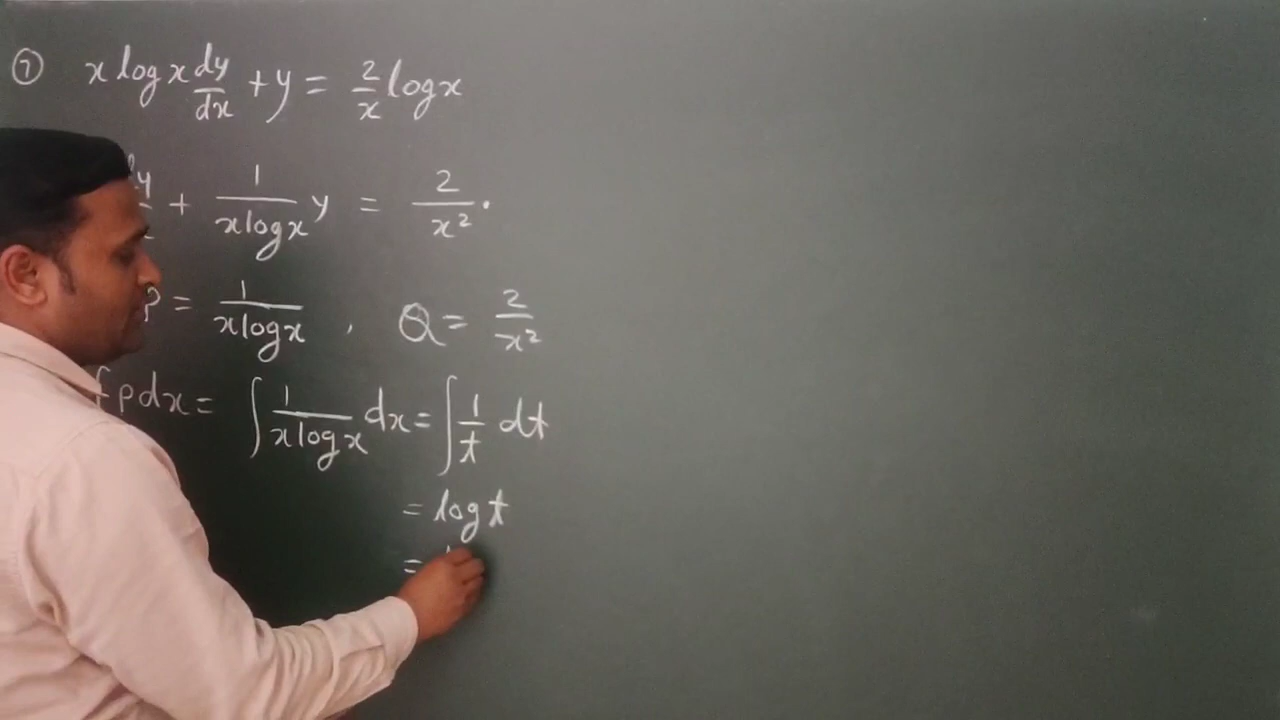 ⑦ x log x dy/dx + y = 2/x log x
+ 1/(x log x) y = 2/x² .
P = 1/(x log x) , Q = 2/x²
∫ p dx = ∫ 1/(x log x) dx = ∫ 1/t dt
= log t
=